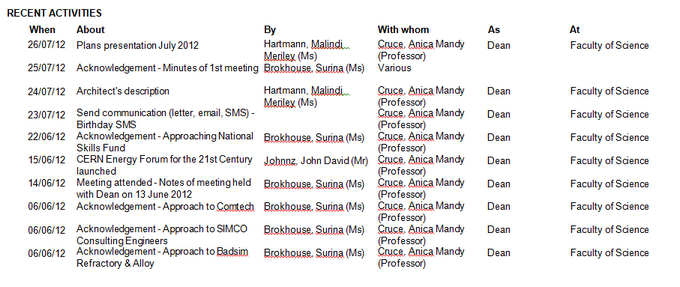 RECENT ACTIVITIES
When About By With whom As At
26/07/12 Plans presentation July 2012 Hartmann, Malindi Cruce, Anica Mandy Dean Faculty of Science
Meriley (Ms) (Professor)
25/07/12 Acknowledgement - Minutes of 1st meeting Brokhouse, Surina (Ms) Various
24/07/12 Architect's description Hartmann, Malindi Cruce, Anica Mandy Dean Faculty of Science
Meriley (Ms) (Professor)
23/07/12 Send communication (letter, email, SMS) - Cruce, Anica Mandy Dean Faculty of Science
Birthday SMS (Professor)
22/06/12 Acknowledgement - Approaching National Brokhouse, Surina (Ms) Cruce, Anica Mandy Dean Faculty of Science
Skills Fund (Professor)
15/06/12 CERN Energy Forum for the 21st Century Johnnz, John David (Mr) Cruce, Anica Mandy Dean Faculty of Science
launched (Professor)
14/06/12 Meeting attended - Notes of meeting held Brokhouse, Surina (Ms) Cruce, Anica Mandy Dean Faculty of Science
with Dean on 13 June 2012 (Professor)
06/06/12 Acknowledgement - Approach to Comtech Brokhouse, Surina (Ms) Cruce, Anica Mandy Dean Faculty of Science
(Professor)
06/06/12 Acknowledgement - Approach to SIMCO Brokhouse, Surina (Ms) Cruce, Anica Mandy Dean Faculty of Science
Consulting Engineers (Professor)
06/06/12 Acknowledgement - Approach to Badsim Brokhouse, Surina (Ms) Cruce, Anica Mandy Dean Faculty of Science
Refractory & Alloy (Professor)